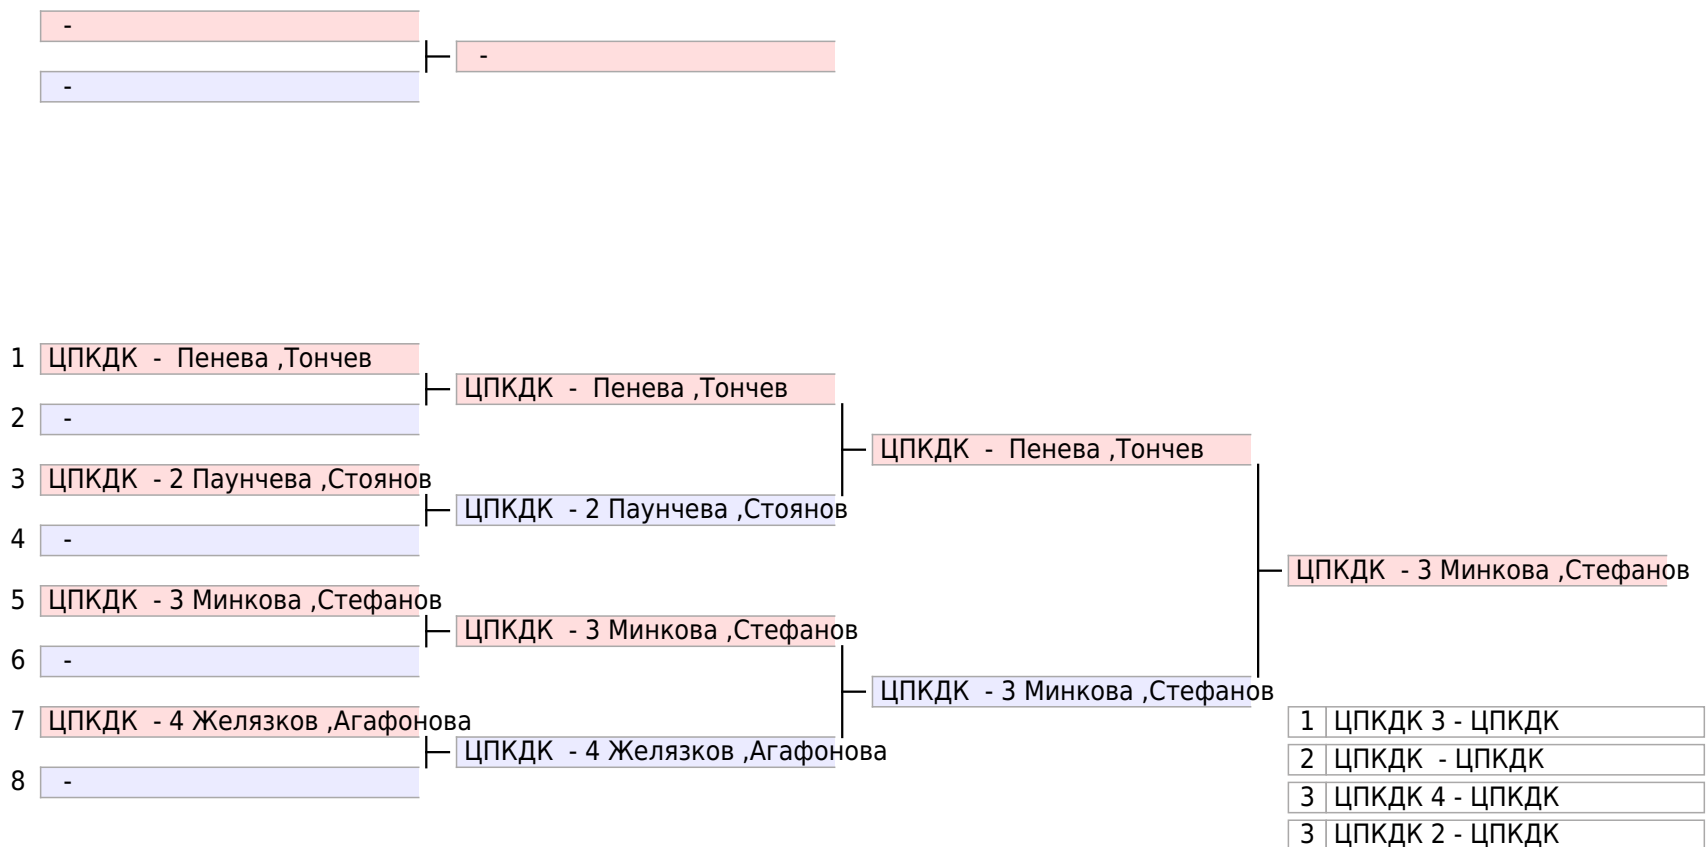 -
-
-
1 ЦПКДК - Пенева ,Тончев
ЦПКДК - Пенева ,Тончев
2 -
ЦПКДК - Пенева ,Тончев
3 ЦПКДК - 2 Паунчева ,Стоянов
ЦПКДК - 2 Паунчева ,Стоянов
4 -
ЦПКДК - 3 Минкова ,Стефанов
5 ЦПКДК - 3 Минкова ,Стефанов
ЦПКДК - 3 Минкова ,Стефанов
6 -
ЦПКДК - 3 Минкова ,Стефанов
7 ЦПКДК - 4 Желязков ,Агафонова
ЦПКДК - 4 Желязков ,Агафонова
8 -
1 ЦПКДК 3 - ЦПКДК
2 ЦПКДК - ЦПКДК
3 ЦПКДК 4 - ЦПКДК
3 ЦПКДК 2 - ЦПКДК